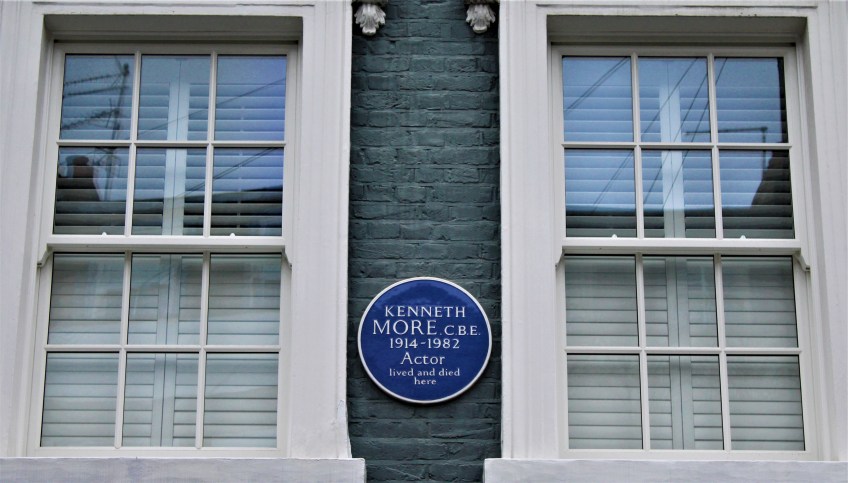 KENNETH
MORE.C.B.E.
1914-1982
Actor
lived and died
here